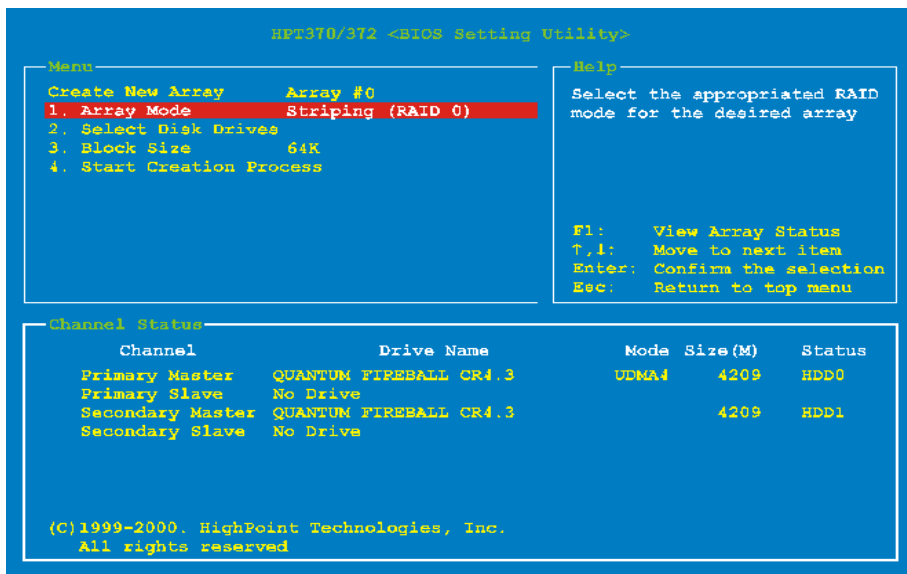 HPT370/372 <BIOS Setting Utility>
Menu
Create New Array Array #0
1. Array Mode Striping (RAID 0)
2. Select Disk Drives
3. Block Size 64K
4. Start Creation Process
Help
Select the appropriated RAID
mode for the desired array
F1: View Array Status
↑,↓: Move to next item
Enter: Confirm the selection
Esc: Return to top menu
Channel Status
Channel Drive Name Mode Size(M) Status
Primary Master QUANTUM FIREBALL CR4.3 UDMA4 4209 HDD0
Primary Slave No Drive
Secondary Master QUANTUM FIREBALL CR4.3 4209 HDD1
Secondary Slave No Drive
(C)1999-2000. HighPoint Technologies, Inc.
All rights reserved